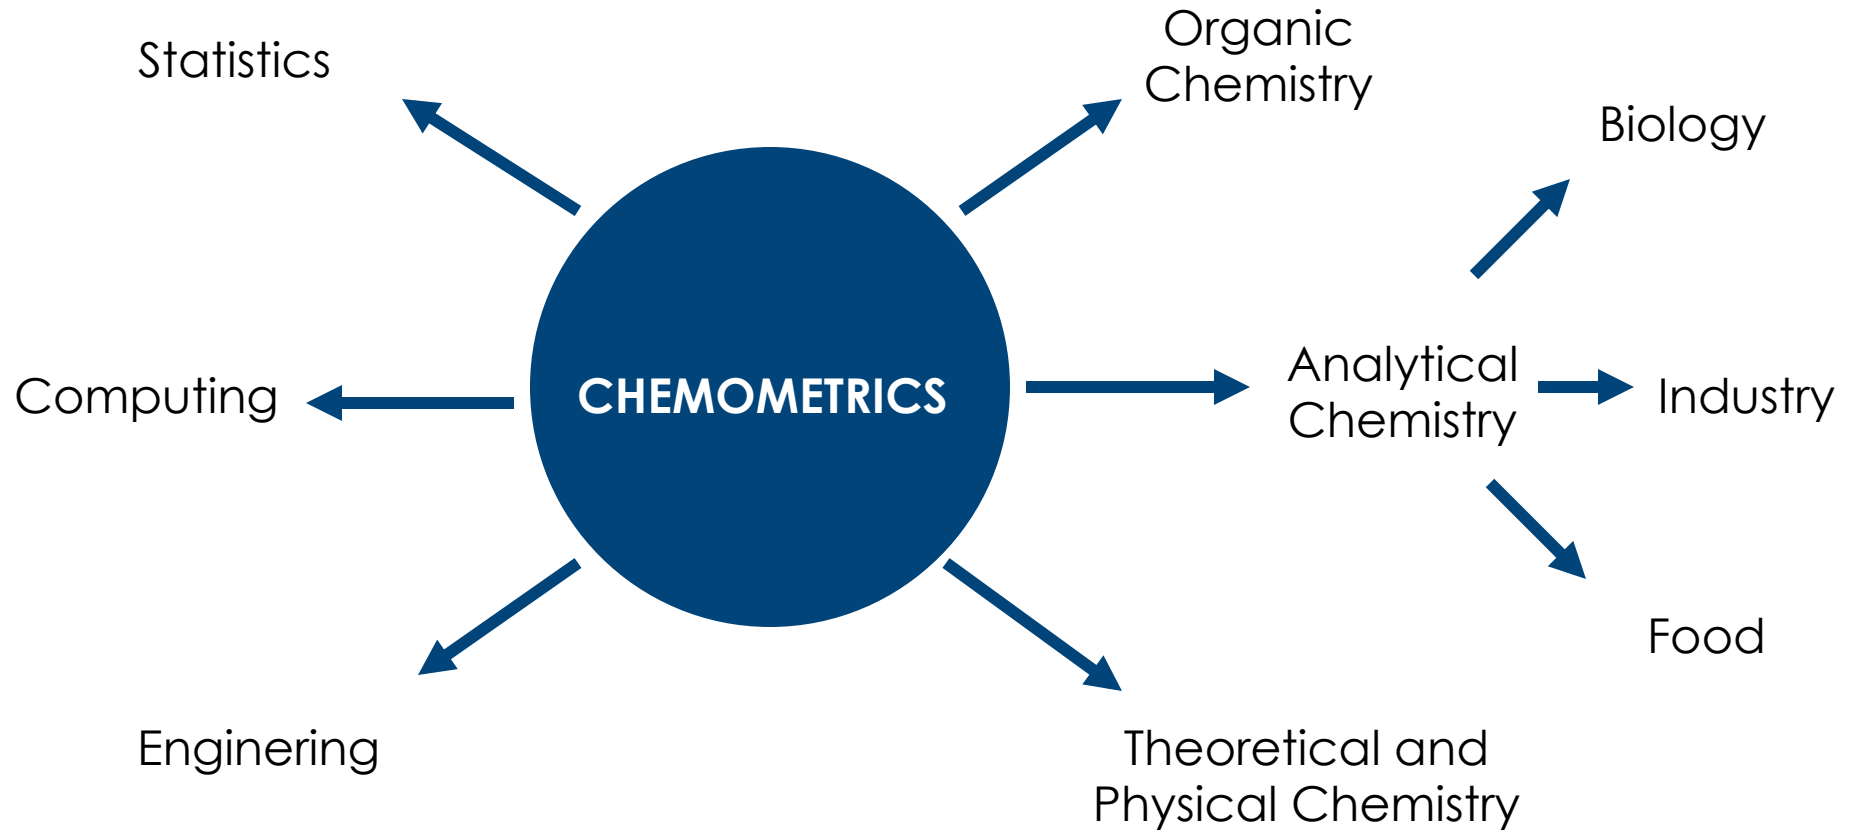 Statistics
Organic
Chemistry
Biology
Computing
CHEMOMETRICS
Analytical
Chemistry
Industry
Food
Enginering
Theoretical and
Physical Chemistry